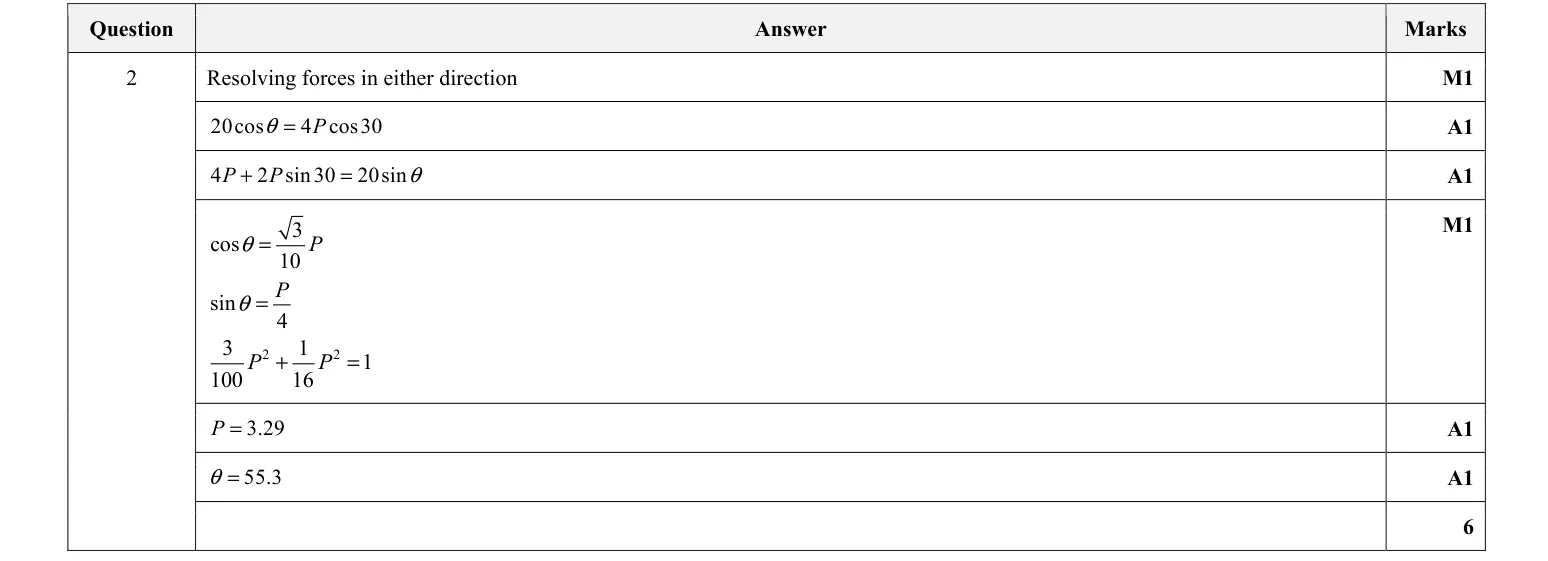 Question Answer Marks
2 Resolving forces in either direction M1
20cosθ = 4Pcos30 A1
4P + 2Psin30 = 20sinθ A1
cosθ = √3/10 P M1
sinθ = P/4
3/100 P² + 1/16 P² = 1
P = 3.29 A1
θ = 55.3 A1
6